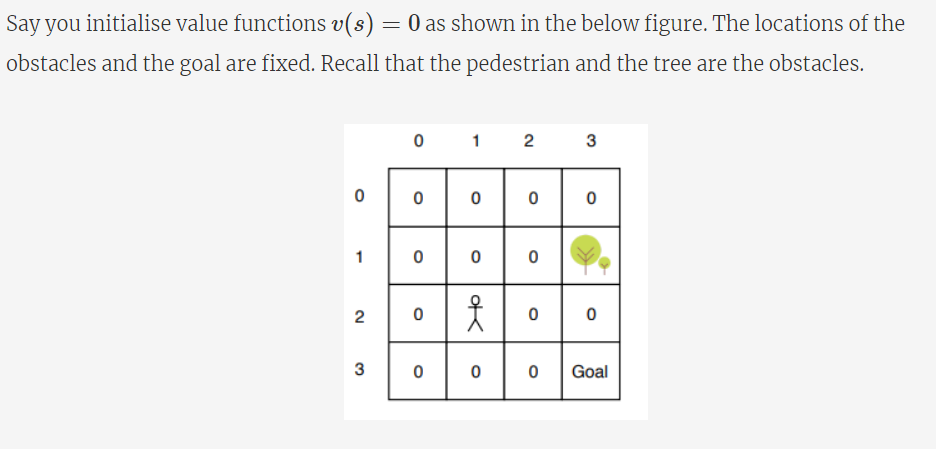 Say you initialise value functions v(s) = 0 as shown in the below figure. The locations of the
obstacles and the goal are fixed. Recall that the pedestrian and the tree are the obstacles.
0 1 2 3
0 0 0 0 0
1 0 0 0
2 0 0 0
3 0 0 0 Goal